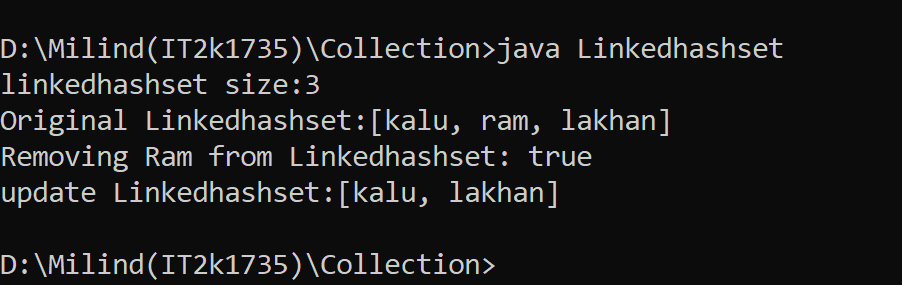 D:\Milind(IT2k1735)\Collection>java Linkedhashset
linkedhashset size:3
Original Linkedhashset:[kalu, ram, lakhan]
Removing Ram from Linkedhashset: true
update Linkedhashset:[kalu, lakhan]
D:\Milind(IT2k1735)\Collection>